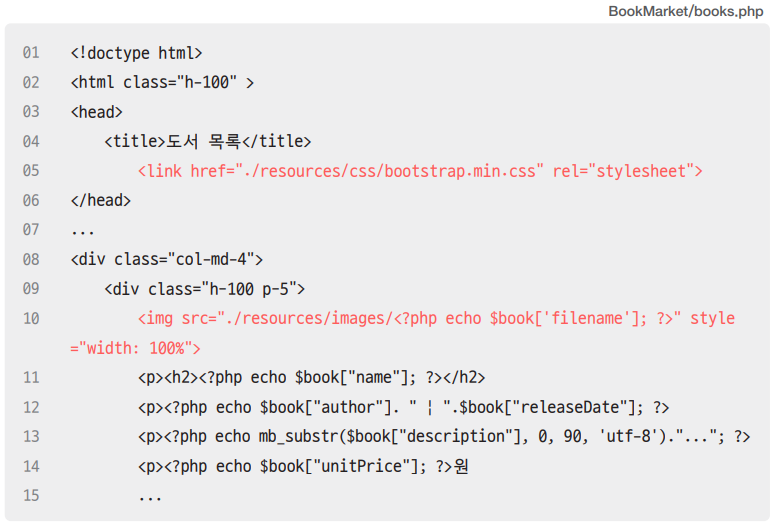 BookMarket/books.php
01 <!doctype html>
02 <html class="h-100" >
03 <head>
04     <title>도서 목록</title>
05         <link href="./resources/css/bootstrap.min.css" rel="stylesheet">
06 </head>
07 ...
08 <div class="col-md-4">
09     <div class="h-100 p-5">
10         <img src="./resources/images/<?php echo $book['filename']; ?>" style
="width: 100%">
11         <p><h2><?php echo $book["name"]; ?></h2>
12         <p><?php echo $book["author"]. " ¦ ".$book["releaseDate"]; ?>
13         <p><?php echo mb_substr($book["description"], 0, 90, 'utf-8')."..."; ?>
14         <p><?php echo $book["unitPrice"]; ?>원
15         ...